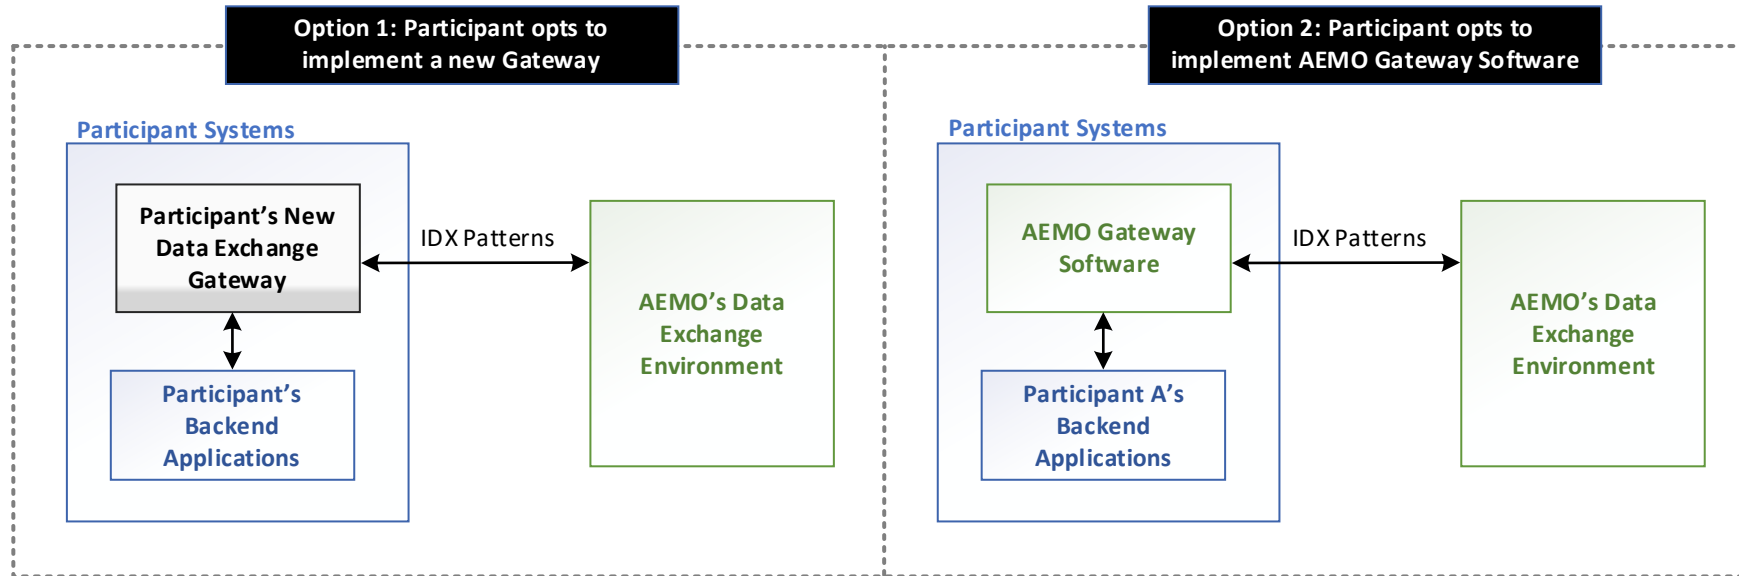 Option 1: Participant opts to
implement a new Gateway
Participant Systems
Participant’s New
Data Exchange
Gateway
IDX Patterns
Participant’s
Backend
Applications
AEMO’s Data
Exchange
Environment
Option 2: Participant opts to
implement AEMO Gateway Software
Participant Systems
AEMO Gateway
Software
IDX Patterns
Participant A’s
Backend
Applications
AEMO’s Data
Exchange
Environment